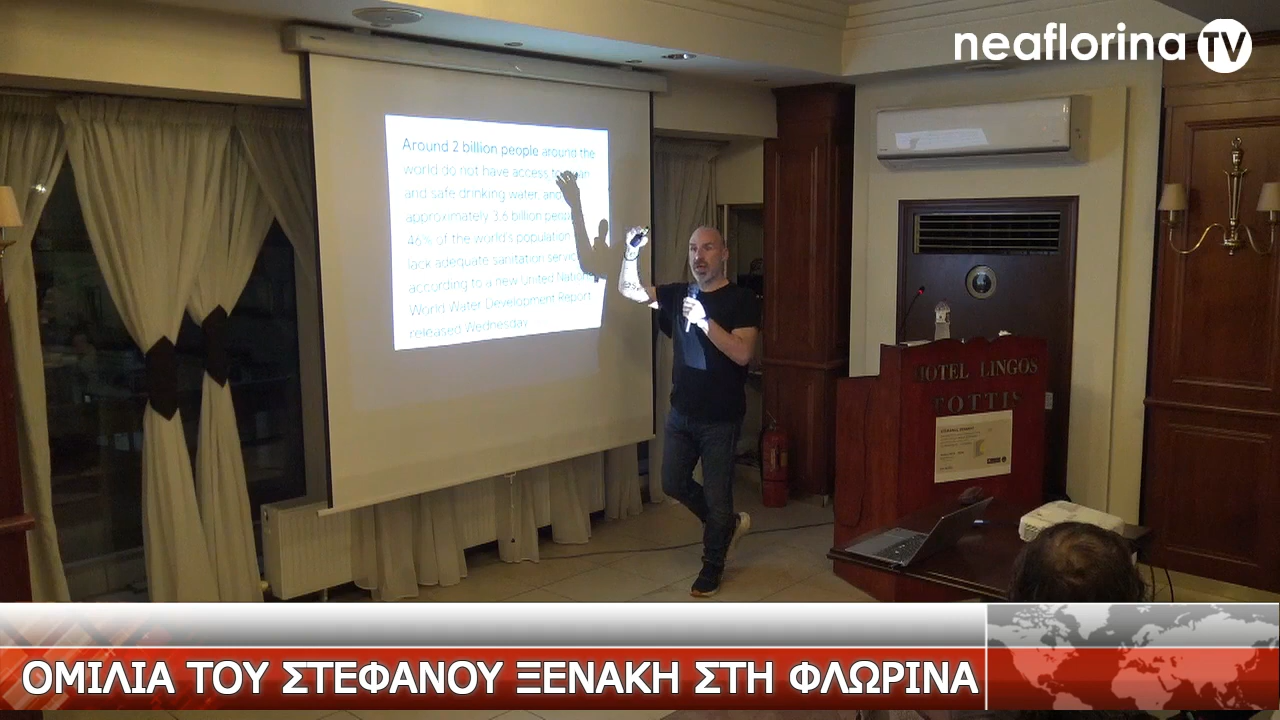 neaflorina TV
Around 2 billion people around the
world do not have access to
and safe drinking water, and
approximately 3.6 billion people
46% of the world's population
lack adequate sanitation
according to a new United Nations
World Water Development Report
released Wednesday
HOTEL LINGOS
TOTTIS
ΟΜΙΛΙΑ ΤΟΥ ΣΤΕΦΑΝΟΥ ΞΕΝΑΚΗ ΣΤΗ ΦΛΩΡΙΝΑ